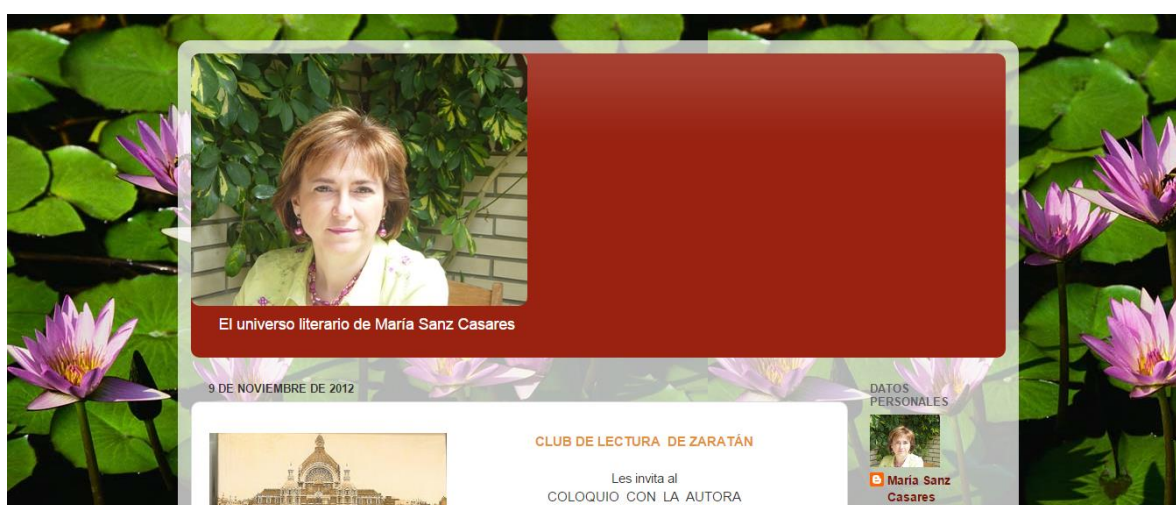 El universo literario de María Sanz Casares
9 DE NOVIEMBRE DE 2012
CLUB DE LECTURA DE ZARATÁN
Les invita al
COLOQUIO CON LA AUTORA
DATOS
PERSONALES
María Sanz
Casares